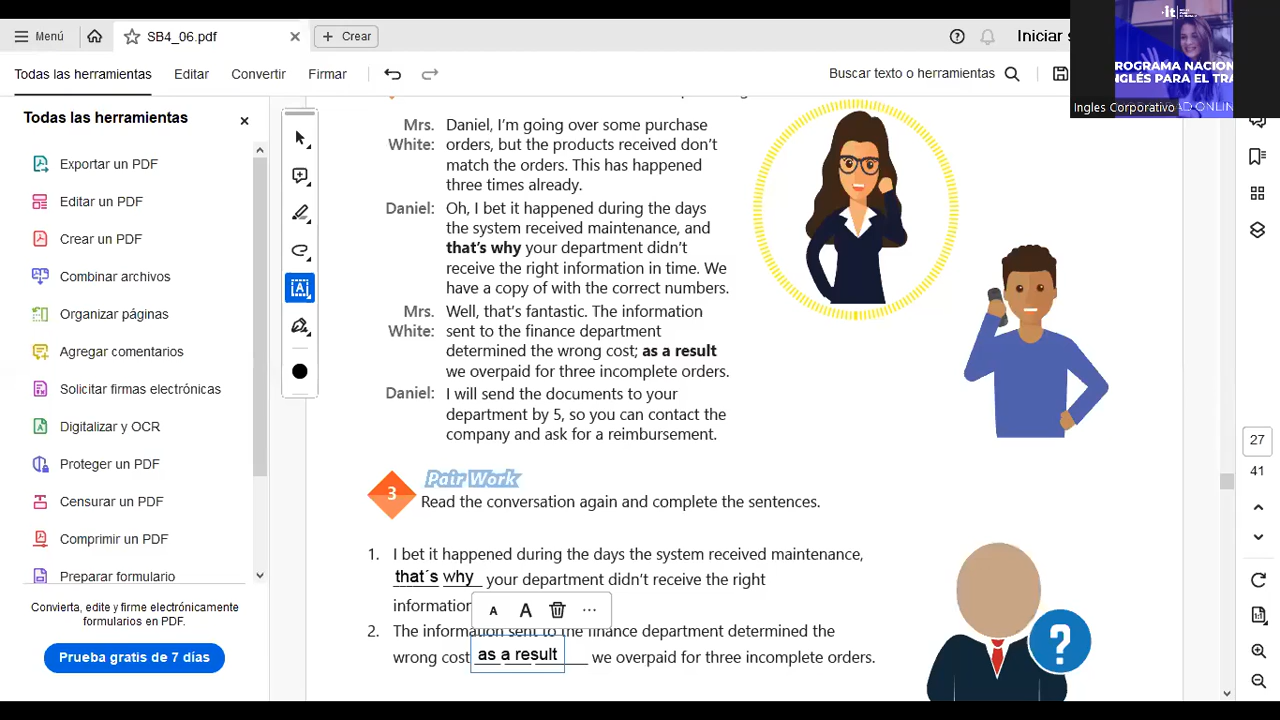 Menú
SB4_06.pdf
Crear
Iniciar s
Todas las herramientas
Editar
Convertir
Firmar
Buscar texto o herramientas
.it
PROGRAMA NACION
INGLÉS PARA EL TRA
AD ONLIN
Ingles Corporativo
Todas las herramientas
Exportar un PDF
Editar un PDF
Crear un PDF
Combinar archivos
Organizar páginas
Agregar comentarios
Solicitar firmas electrónicas
Digitalizar y OCR
Proteger un PDF
Censurar un PDF
Comprimir un PDF
Preparar formulario
Convierta, edite y firme electrónicamente
formularios en PDF.
Prueba gratis de 7 días
Mrs. Daniel, I'm going over some purchase
White: orders, but the products received don't
match the orders. This has happened
three times already.
Daniel: Oh, I bet it happened during the days
the system received maintenance, and
that's why your department didn't
receive the right information in time. We
have a copy of with the correct numbers.
Mrs. Well, that's fantastic. The information
White: sent to the finance department
determined the wrong cost; as a result
we overpaid for three incomplete orders.
Daniel: I will send the documents to your
department by 5, so you can contact the
company and ask for a reimbursement.
3
Pair Work
Read the conversation again and complete the sentences.
1. I bet it happened during the days the system received maintenance,
that´s why your department didn't receive the right
information
A A ...
2. The information sent to the finance department determined the
wrong cost as a result we overpaid for three incomplete orders.
?
27
41